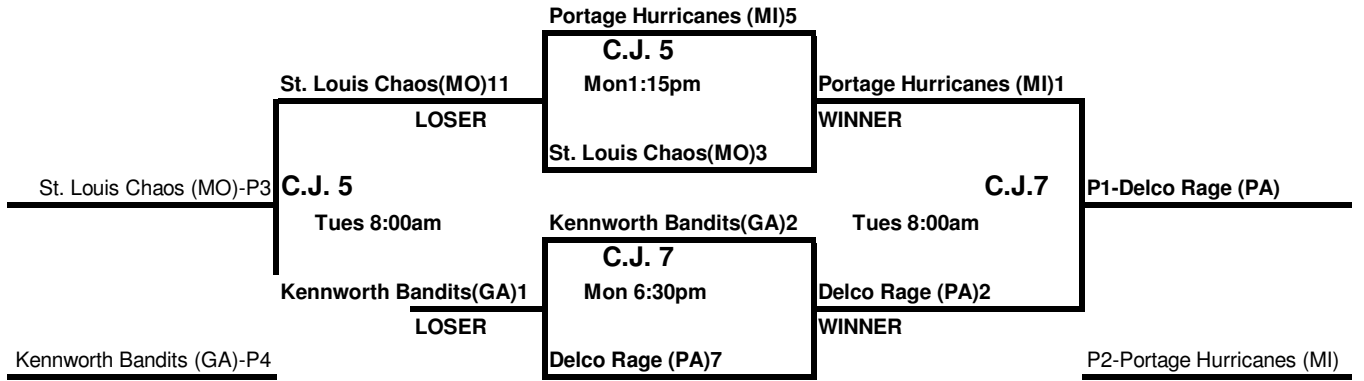 Portage Hurricanes (MI)5
C.J. 5
St. Louis Chaos(MO)11 Mon1:15pm Portage Hurricanes (MI)1
LOSER WINNER
St. Louis Chaos(MO)3
St. Louis Chaos (MO)-P3 C.J. 5 C.J.7 P1-Delco Rage (PA)
Tues 8:00am Kennworth Bandits(GA)2 Tues 8:00am
C.J. 7
Kennworth Bandits(GA)1 Mon 6:30pm Delco Rage (PA)2
LOSER WINNER
Kennworth Bandits (GA)-P4 Delco Rage (PA)7 P2-Portage Hurricanes (MI)